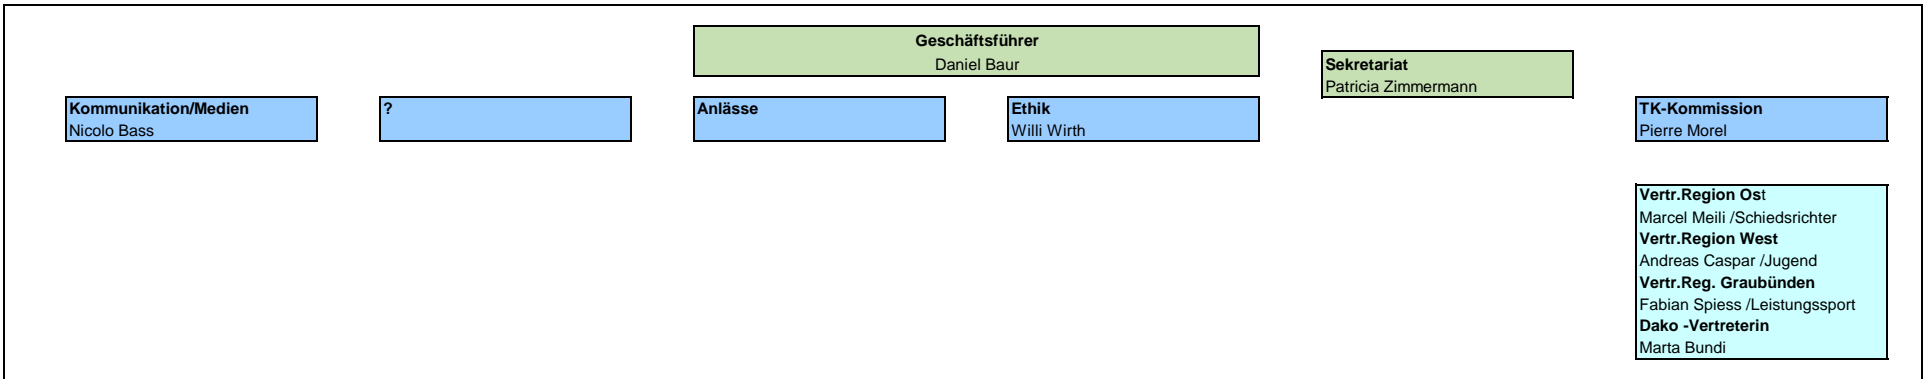 Geschäftsführer
Daniel Baur
Sekretariat
Patricia Zimmermann
Kommunikation/Medien
Nicolo Bass
?
Anlässe
Ethik
Willi Wirth
TK-Kommission
Pierre Morel
Vertr.Region Ost
Marcel Meili /Schiedsrichter
Vertr.Region West
Andreas Caspar /Jugend
Vertr.Reg. Graubünden
Fabian Spiess /Leistungssport
Dako -Vertreterin
Marta Bundi